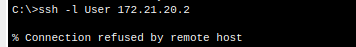 C:\>ssh -l User 172.21.20.2
% Connection refused by remote host